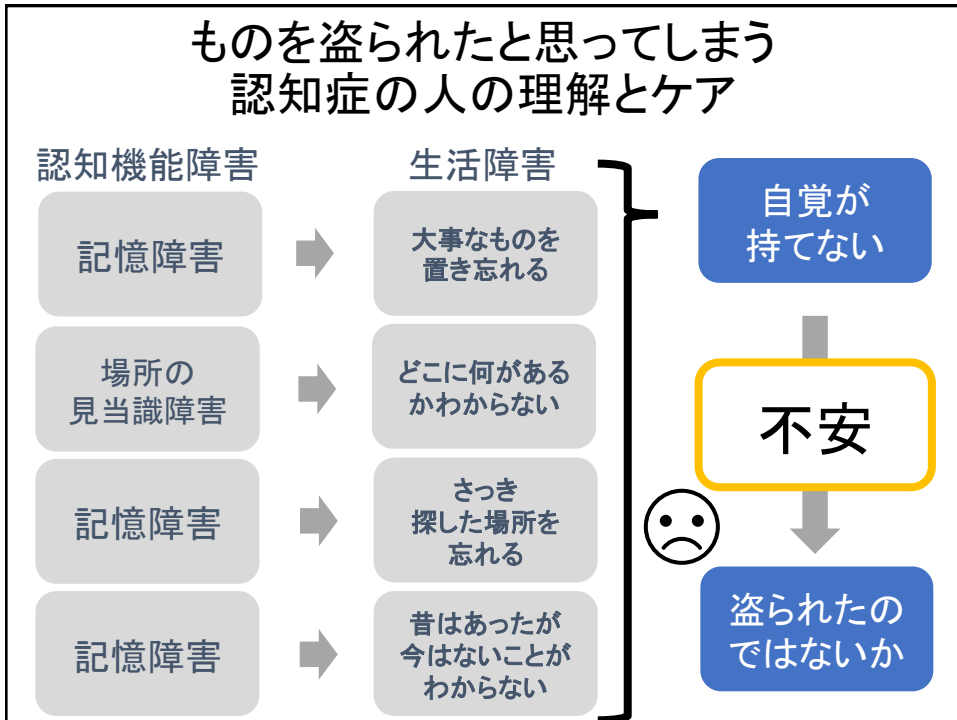 ものを盗られたと思ってしまう
認知症の人の理解とケア
認知機能障害
生活障害
記憶障害
大事なものを
置き忘れる
場所の
見当識障害
どこに何がある
かわからない
記憶障害
さっき
探した場所を
忘れる
記憶障害
昔はあったが
今はないことが
わからない
自覚が
持てない
不安
盗られたの
ではないか